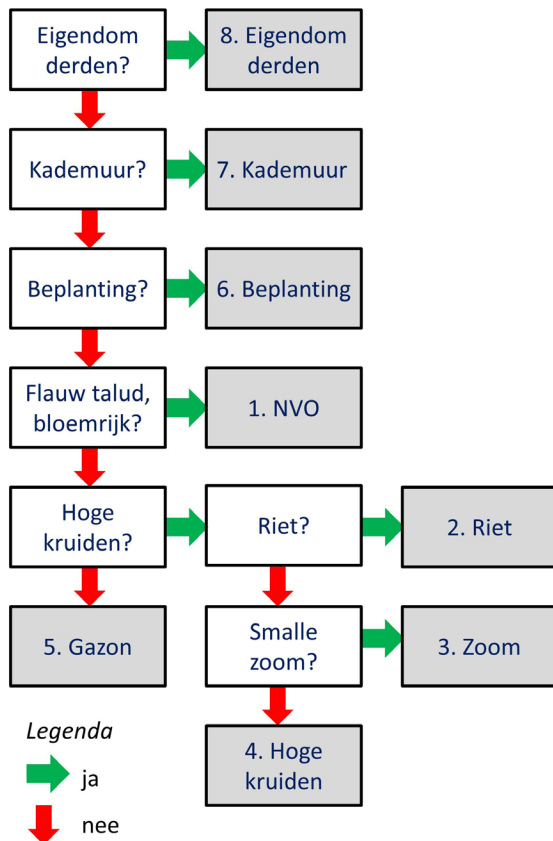 Eigendom
derden?
8. Eigendom
derden
Kademuur?
7. Kademuur
Beplanting?
6. Beplanting
Flauw talud,
bloemrijk?
1. NVO
Hoge
kruiden?
Riet?
2. Riet
5. Gazon
Smalle
zoom?
3. Zoom
4. Hoge
kruiden
Legenda
ja
nee